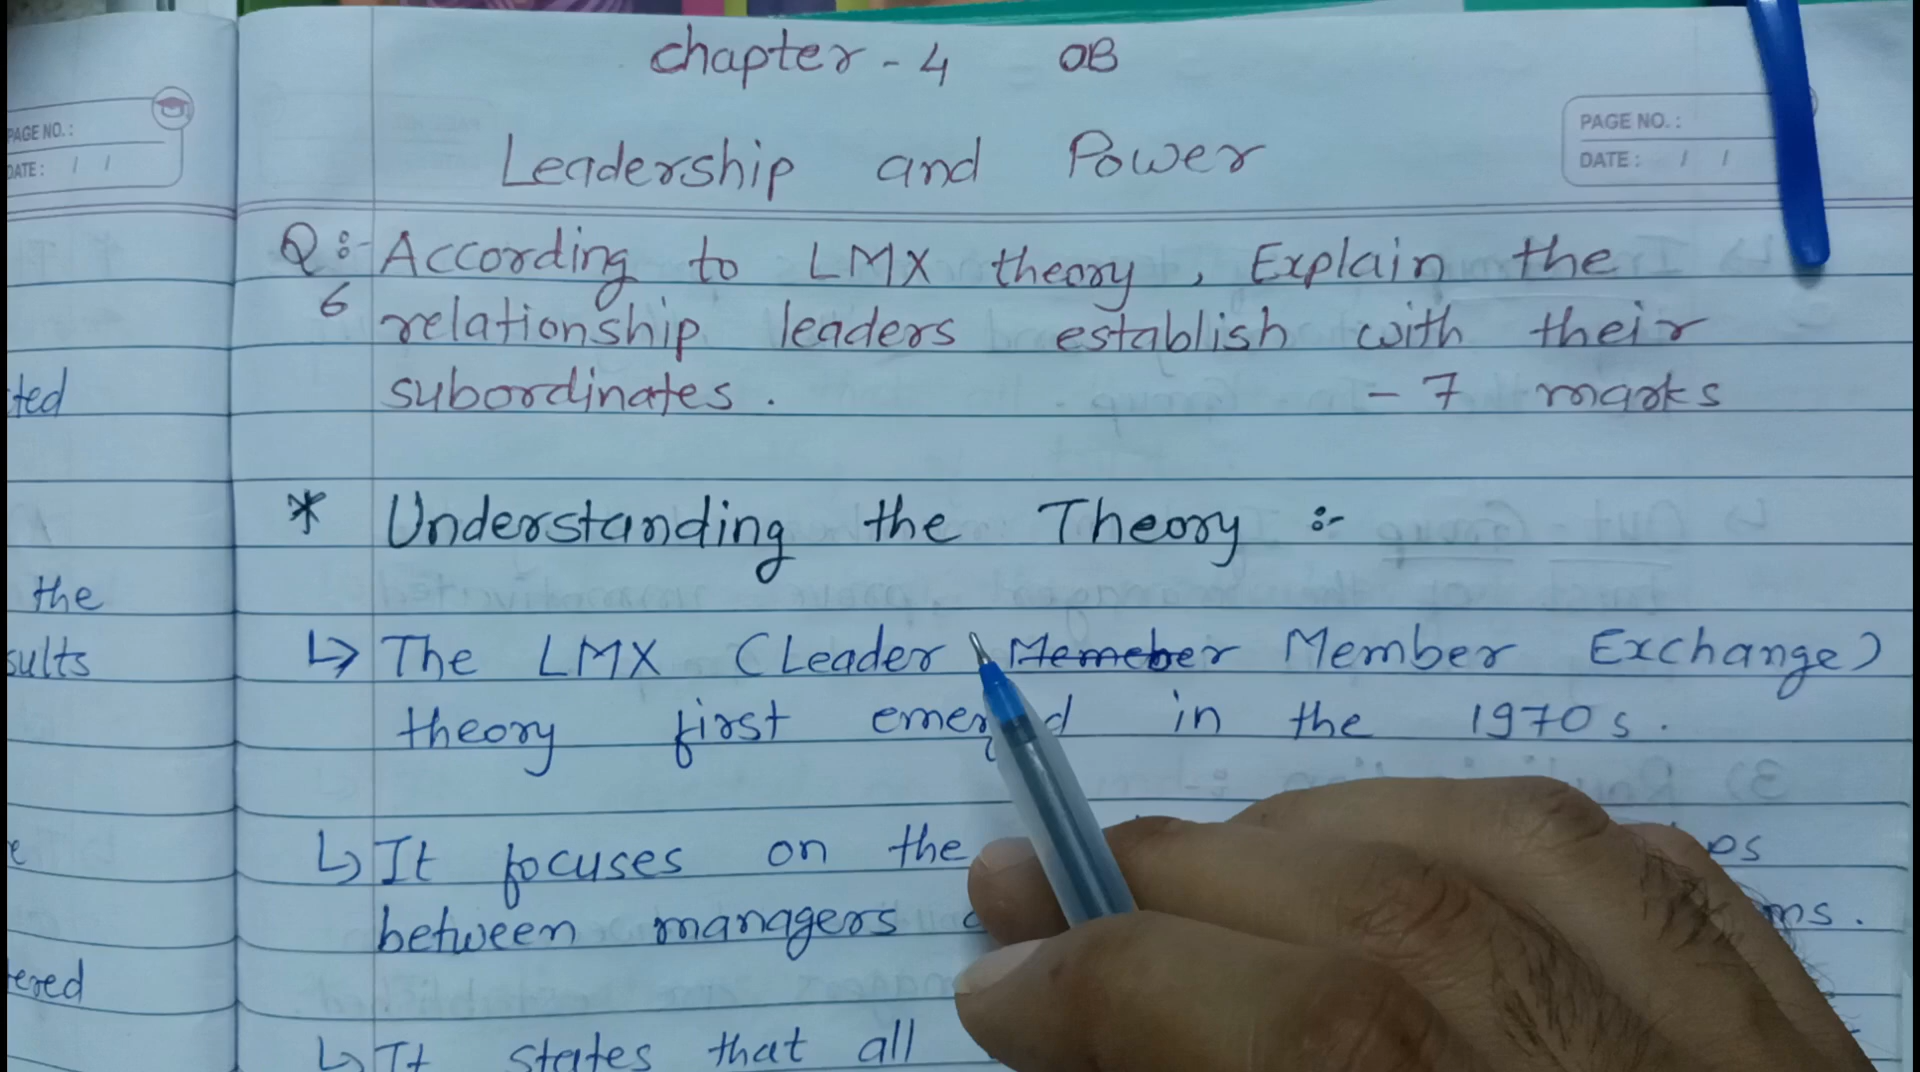 chapter - 4 OB
PAGE NO. :
DATE : / /
PAGE NO. :
DATE : / /
Leadership and Power
Q :- According to LMX theory, Explain the
6 relationship leaders establish with their
subordinates. - 7 marks
ted
* Understanding the Theory :-
the
sults
↳ The LMX (Leader Memeber Member Exchange)
theory first in the 1970s.
↳ It focuses on the
between managers
ered
↳ It states that all